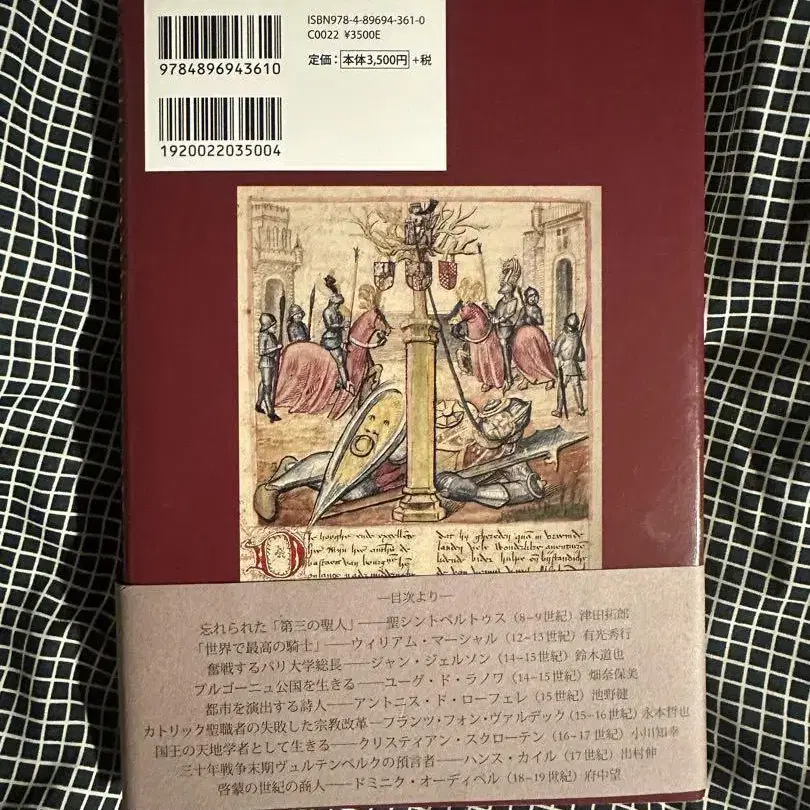 ISBN978-4-89694-361-0
C0022 ¥3500E
定価：本体3,500円+税
9784896943610
1920022035004
―目次より―
忘れられた「第三の聖人」――聖シントペルトゥス（8-9世紀）津田拓郎
「世界で最高の騎士」――ウィリアム・マーシャル（12-13世紀）有光秀行
奮戦するパリ大学総長――ジャン・ジェルソン（14-15世紀）鈴木道也
ブルゴーニュ公国を生きる――ユーグ・ド・ラノワ（14-15世紀）畑奈保美
都市を演出する詩人――アントニス・ド・ローフェレ（15世紀）池野健
カトリック聖職者の失敗した宗教改革―フランツ・フォン・ヴァルデック（15-16世紀）永本哲也
国王の天地学者として生きる――クリスティアン・スクローテン（16-17世紀）小川知幸
三十年戦争末期ヴュルテンベルクの預言者――ハンス・カイル（17世紀）出村伸
啓蒙の世紀の商人――ドミニク・オーディベル（18-19世紀）府中望